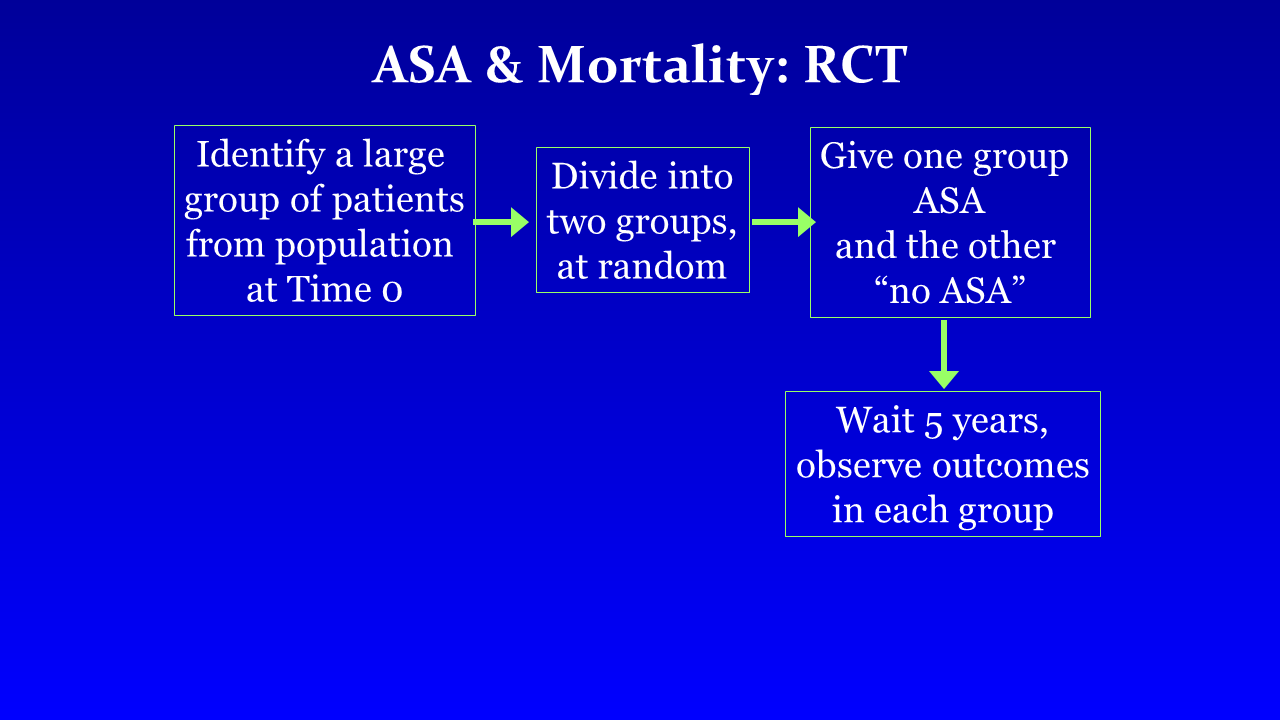 ASA & Mortality: RCT
Identify a large
group of patients
from population
at Time 0
Divide into
two groups,
at random
Give one group
ASA
and the other
“no ASA”
Wait 5 years,
observe outcomes
in each group